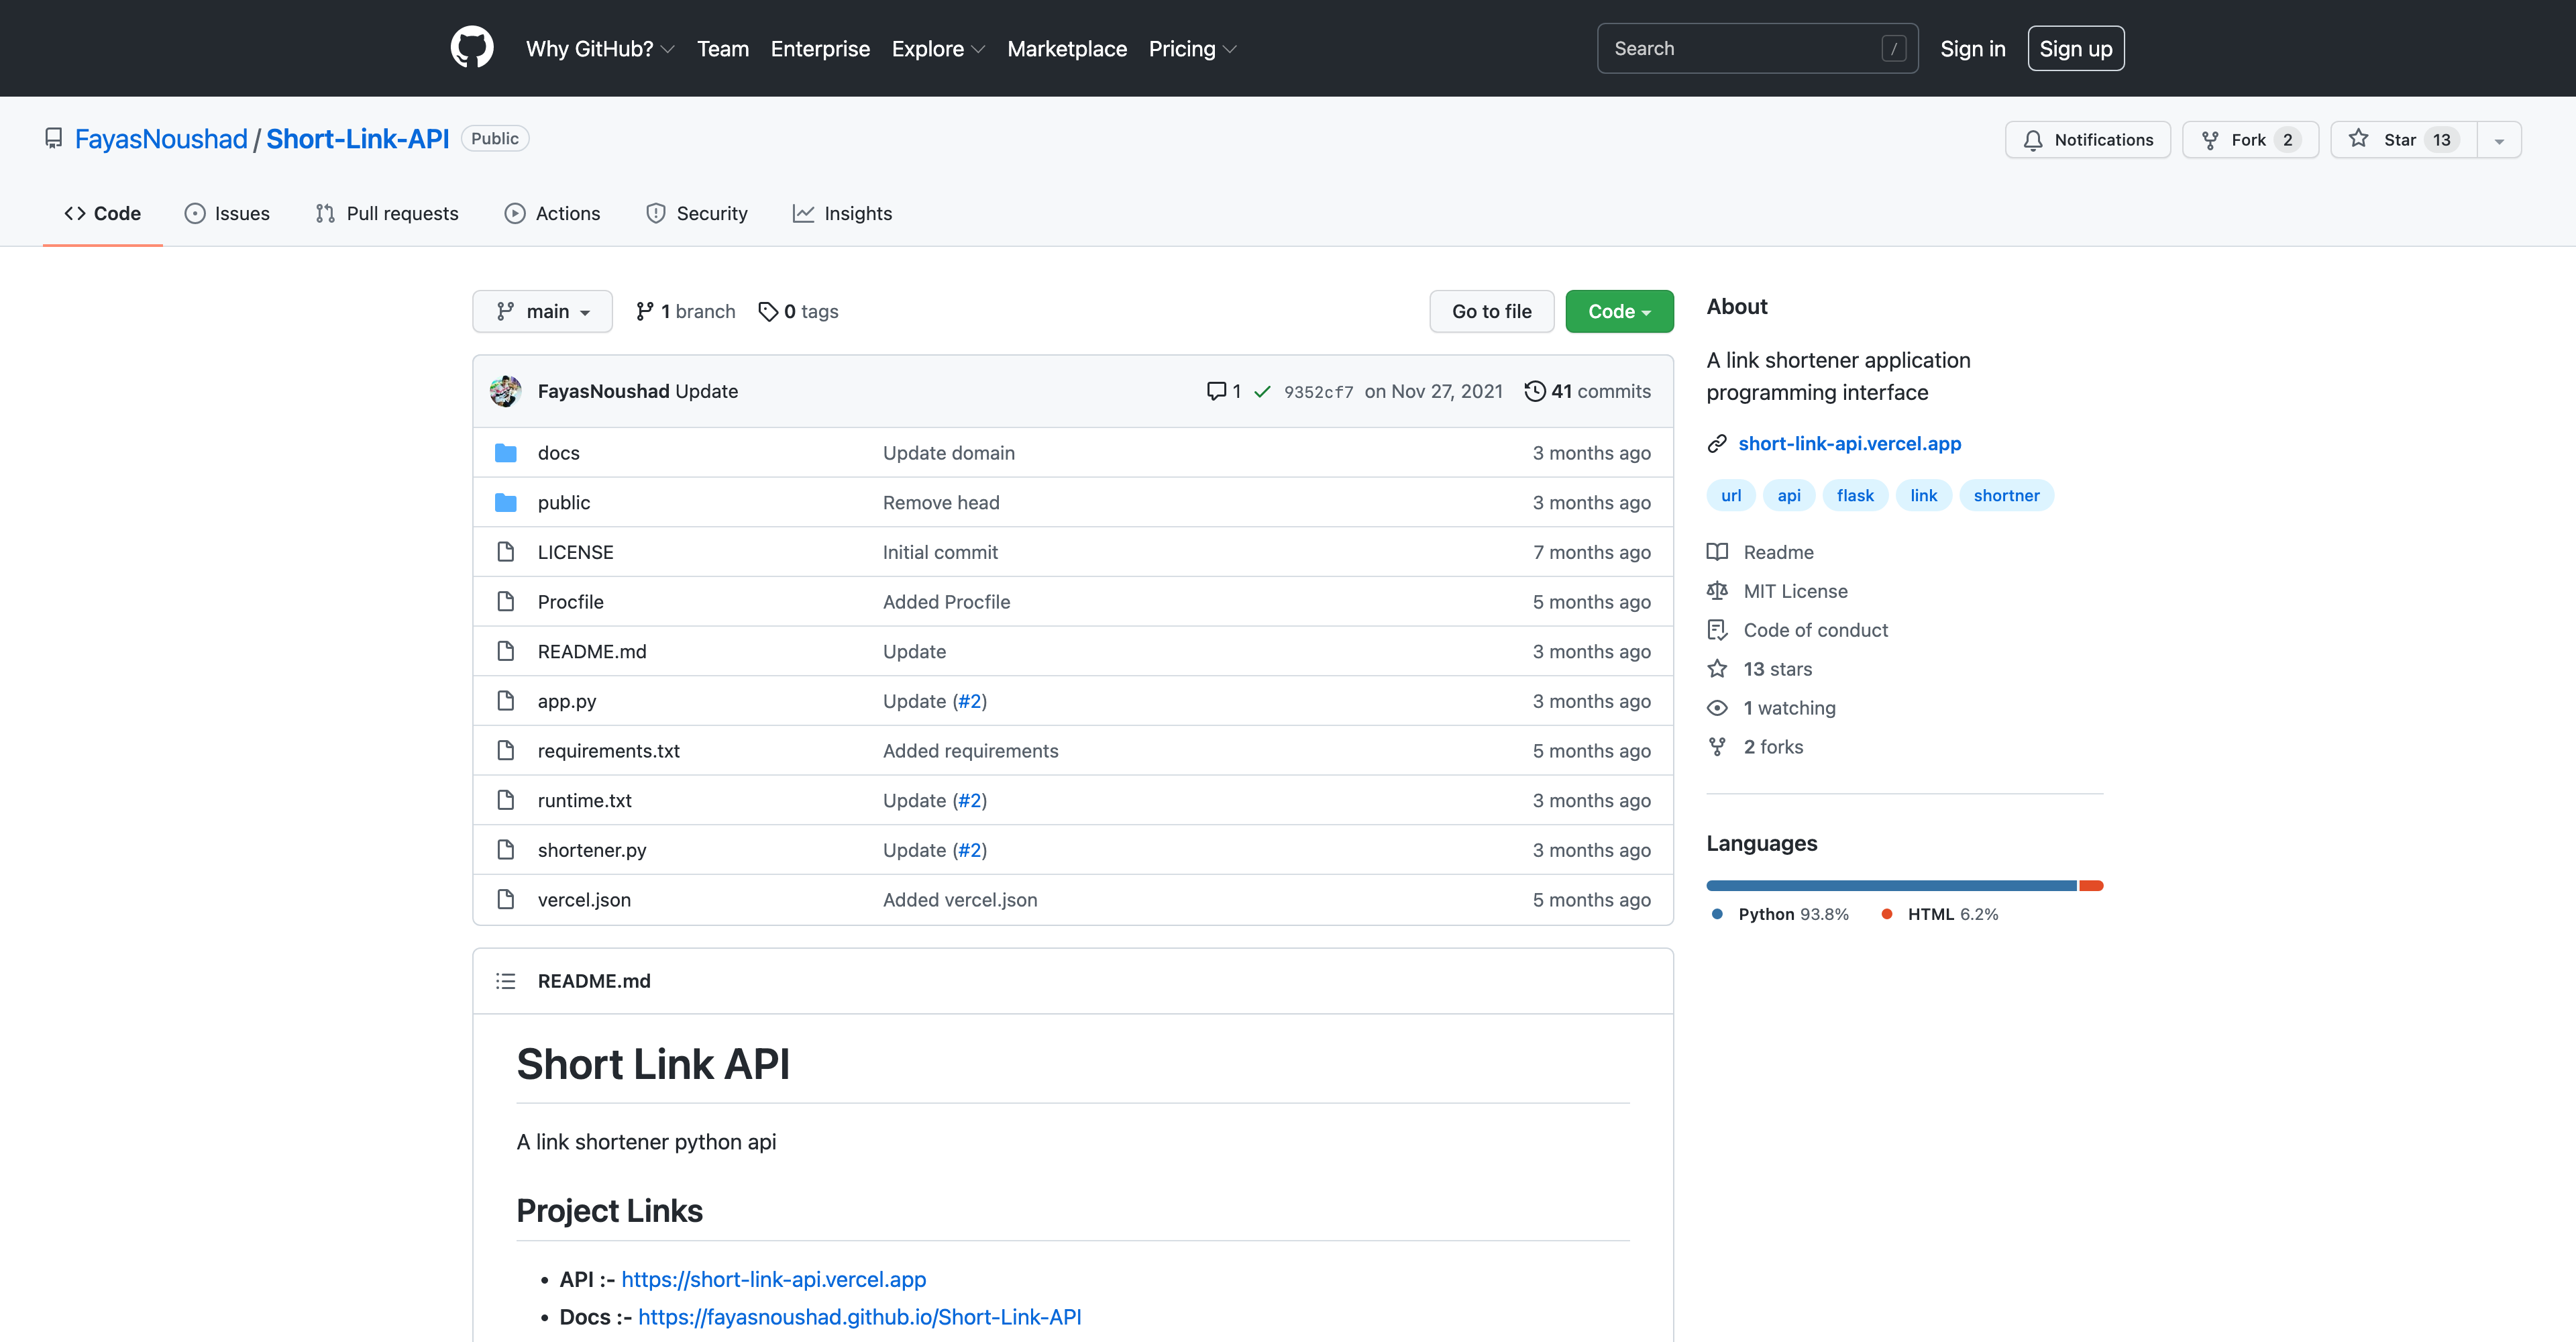 Why GitHub? Team Enterprise Explore Marketplace Pricing Search / Sign in Sign up
FayasNoushad / Short-Link-API Public Notifications Fork 2 Star 13
Code Issues Pull requests Actions Security Insights
main 1 branch 0 tags Go to file Code
FayasNoushad Update 1 9352cf7 on Nov 27, 2021 41 commits
docs Update domain 3 months ago
public Remove head 3 months ago
LICENSE Initial commit 7 months ago
Procfile Added Procfile 5 months ago
README.md Update 3 months ago
app.py Update (#2) 3 months ago
requirements.txt Added requirements 5 months ago
runtime.txt Update (#2) 3 months ago
shortener.py Update (#2) 3 months ago
vercel.json Added vercel.json 5 months ago
README.md
Short Link API
A link shortener python api
Project Links
• API :- https://short-link-api.vercel.app
• Docs :- https://fayasnoushad.github.io/Short-Link-API
About
A link shortener application
programming interface
short-link-api.vercel.app
url api flask link shortner
Readme
MIT License
Code of conduct
13 stars
1 watching
2 forks
Languages
Python 93.8% HTML 6.2%